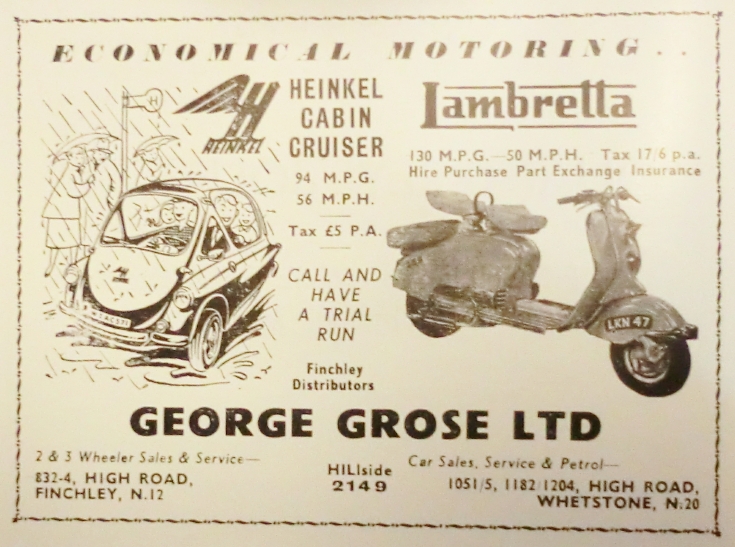 ECONOMICAL MOTORING . .
H
HEINKEL
HEINKEL
CABIN
CRUISER
94 M.P.G.
56 M.P.H.
Tax £5 P.A.
CALL AND
HAVE
A TRIAL
RUN
Finchley
Distributors
Lambretta
130 M.P.G.—50 M.P.H. Tax 17/6 p.a.
Hire Purchase Part Exchange Insurance
LKN 47
GEORGE GROSE LTD
2 & 3 Wheeler Sales & Service—
832-4, HIGH ROAD,
FINCHLEY, N.12
HILlside
2149
Car Sales, Service & Petrol—
1051/5, 1182/1204, HIGH ROAD,
WHETSTONE, N.20